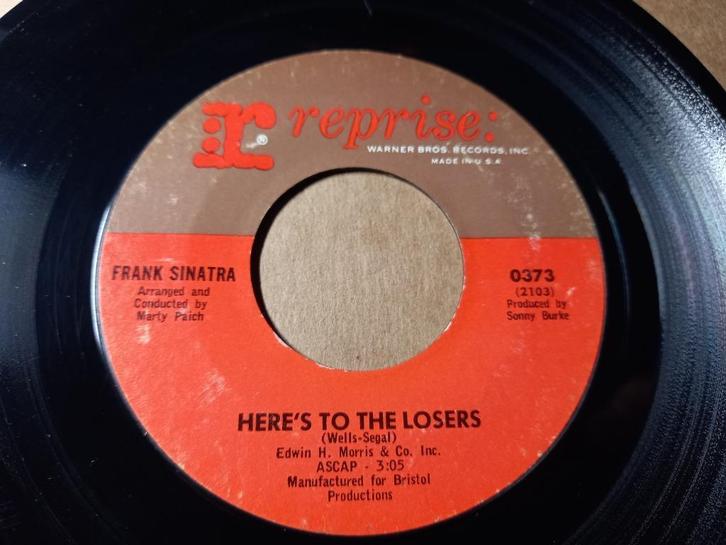 r® reprise:
WARNER BROS. RECORDS, INC.
MADE IN U.S.A.
FRANK SINATRA
Arranged and
Conducted by
Marty Paich
0373
(2103)
Produced by
Sonny Burke
HERE'S TO THE LOSERS
(Wells-Segal)
Edwin H. Morris & Co. Inc.
ASCAP - 3:05
Manufactured for Bristol
Productions